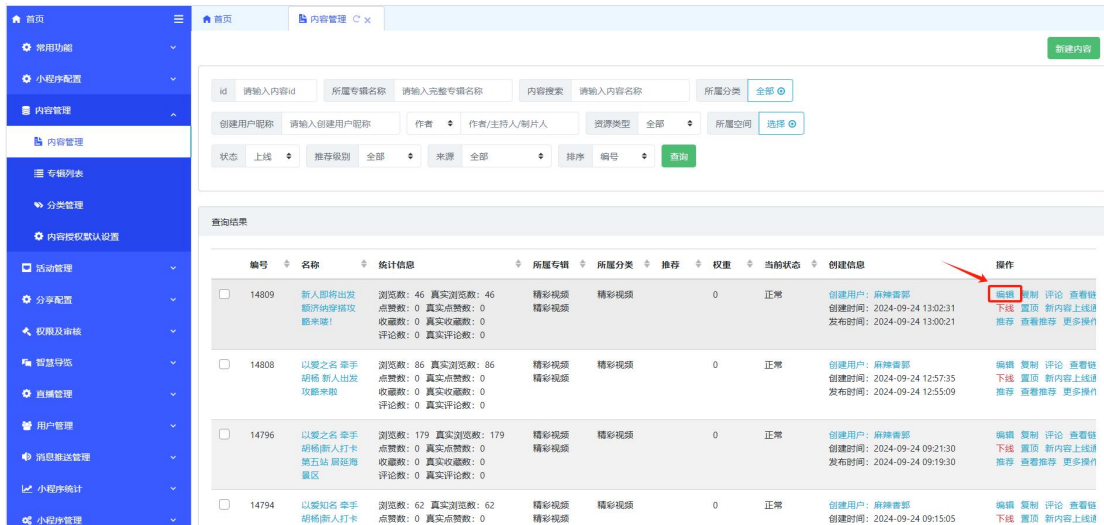 首页
常用功能
小程序配置
内容管理
内容管理
专辑列表
分类管理
内容授权默认设置
活动管理
分享配置
权限及审核
智慧导览
直播管理
用户管理
消息推送管理
小程序统计
小程序管理
首页 内容管理
新建内容
id 请输入内容id 所属专辑名称 请输入完整专辑名称 内容搜索 请输入内容名称 所属分类 全部
创建用户昵称 请输入创建用户昵称 作者 作者/主持人/制片人 资源类型 全部 所属空间 选择
状态 上线 推荐级别 全部 来源 全部 排序 编号 查询
查询结果
编号 名称 统计信息 所属专辑 所属分类 推荐 权重 当前状态 创建信息 操作
14809 新人即将出发 浏览数：46 真实浏览数：46 精彩视频 精彩视频 0 正常 创建用户：麻辣香郭 编辑 复制 评论 查看链
额济纳穿搭攻 点赞数：0 真实点赞数：0 精彩视频 创建时间：2024-09-24 13:02:31 下线 置顶 新内容上线通
略来喽！ 收藏数：0 真实收藏数：0 发布时间：2024-09-24 13:00:21 推荐 查看推荐 更多操作
评论数：0 真实评论数：0
14808 以爱之名 牵手 浏览数：86 真实浏览数：86 精彩视频 精彩视频 0 正常 创建用户：麻辣香郭 编辑 复制 评论 查看链
胡杨 新人出发 点赞数：0 真实点赞数：0 精彩视频 创建时间：2024-09-24 12:57:35 下线 置顶 新内容上线通
攻略来啦 收藏数：0 真实收藏数：0 发布时间：2024-09-24 12:55:09 推荐 查看推荐 更多操作
评论数：0 真实评论数：0
14796 以爱之名 牵手 浏览数：179 真实浏览数：179 精彩视频 精彩视频 0 正常 创建用户：麻辣香郭 编辑 复制 评论 查看链
胡杨|新人打卡 点赞数：0 真实点赞数：0 精彩视频 创建时间：2024-09-24 09:21:30 下线 置顶 新内容上线通
第五站 居延海 收藏数：0 真实收藏数：0 发布时间：2024-09-24 09:19:30 推荐 查看推荐 更多操作
景区 评论数：0 真实评论数：0
14794 以爱知名 牵手 浏览数：62 真实浏览数：62 精彩视频 精彩视频 0 正常 创建用户：麻辣香郭 编辑 复制 评论 查看链
胡杨|新人打卡 点赞数：0 真实点赞数：0 精彩视频 创建时间：2024-09-24 09:15:05 下线 置顶 新内容上线通